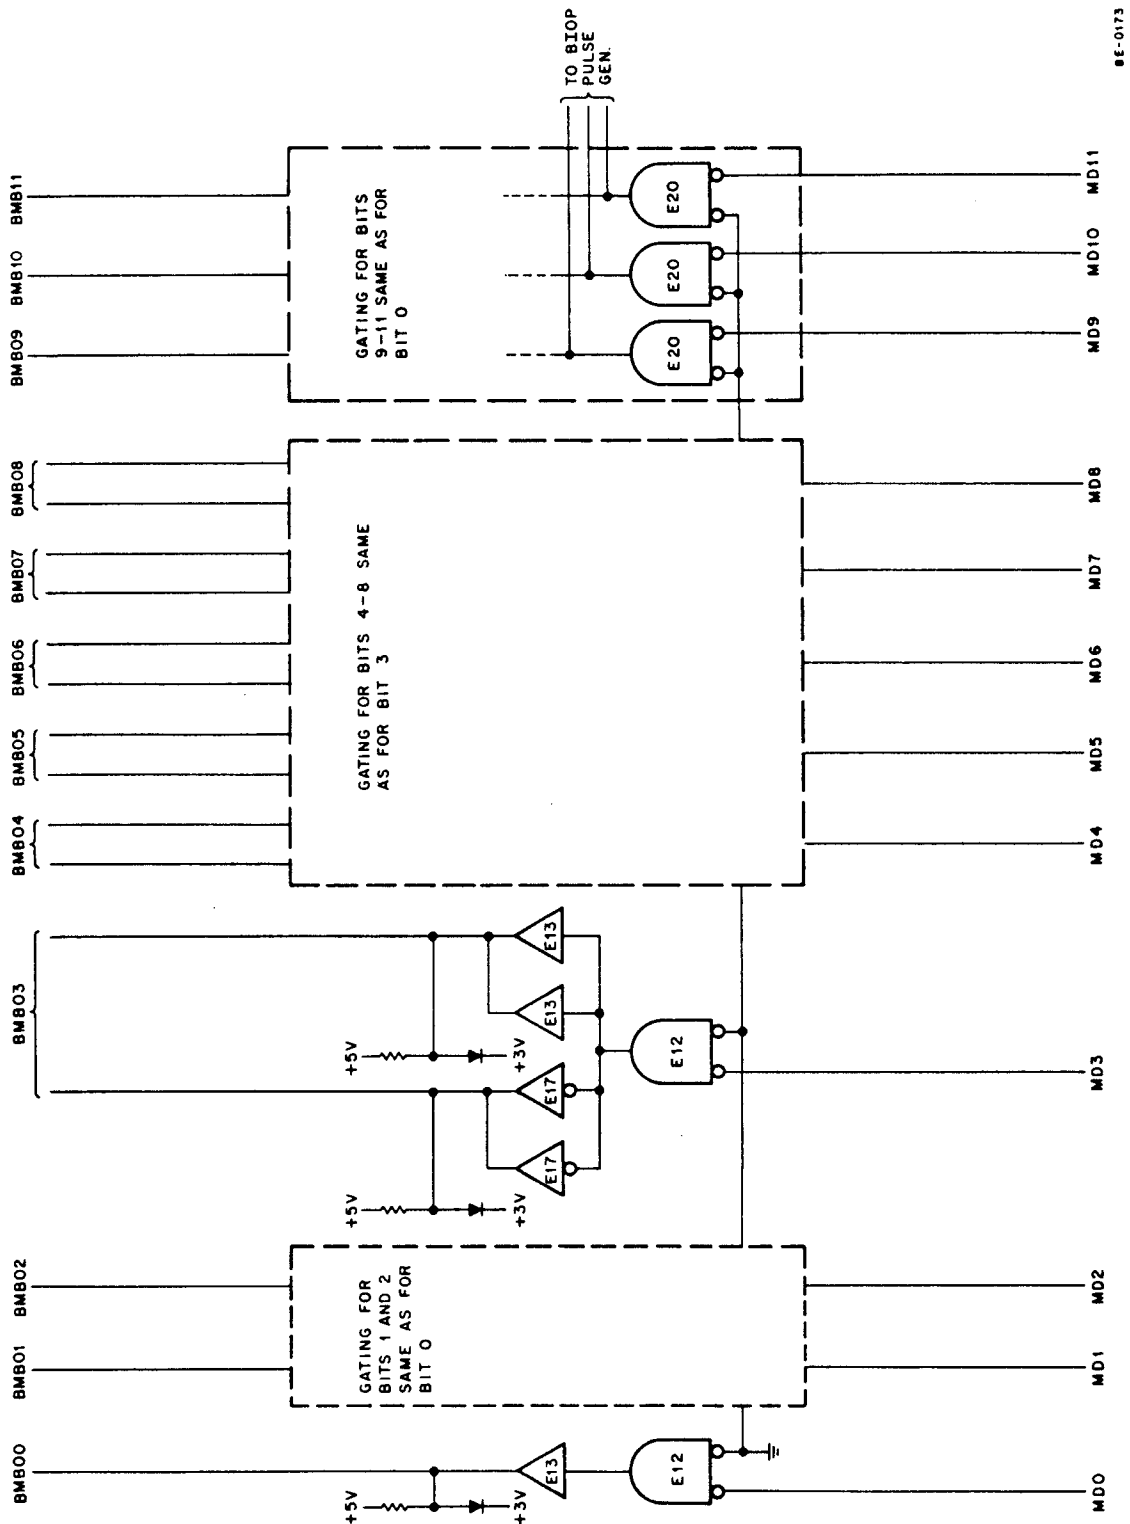 BMB00
BMB01
BMB02
BMB03
BMB04
BMB05
BMB06
BMB07
BMB08
BMB09
BMB10
BMB11
+5V
+3V
E13
E12
GATING FOR
BITS 1 AND 2
SAME AS FOR
BIT 0
+5V
+3V
+5V
+3V
E17
E17
E13
E13
E12
GATING FOR BITS 4-8 SAME
AS FOR BIT 3
GATING FOR BITS
9-11 SAME AS FOR
BIT 0
TO BIOP
PULSE
GEN.
E20
E20
E20
MD0
MD1
MD2
MD3
MD4
MD5
MD6
MD7
MD8
MD9
MD10
MD11
8E-0173